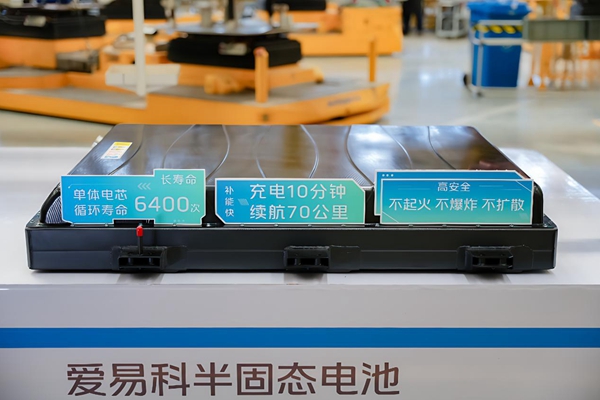 长寿命
单体电芯
循环寿命 6400次
补能快
充电10分钟
续航70公里
高安全
不起火 不爆炸 不扩散
爱易科半固态电池